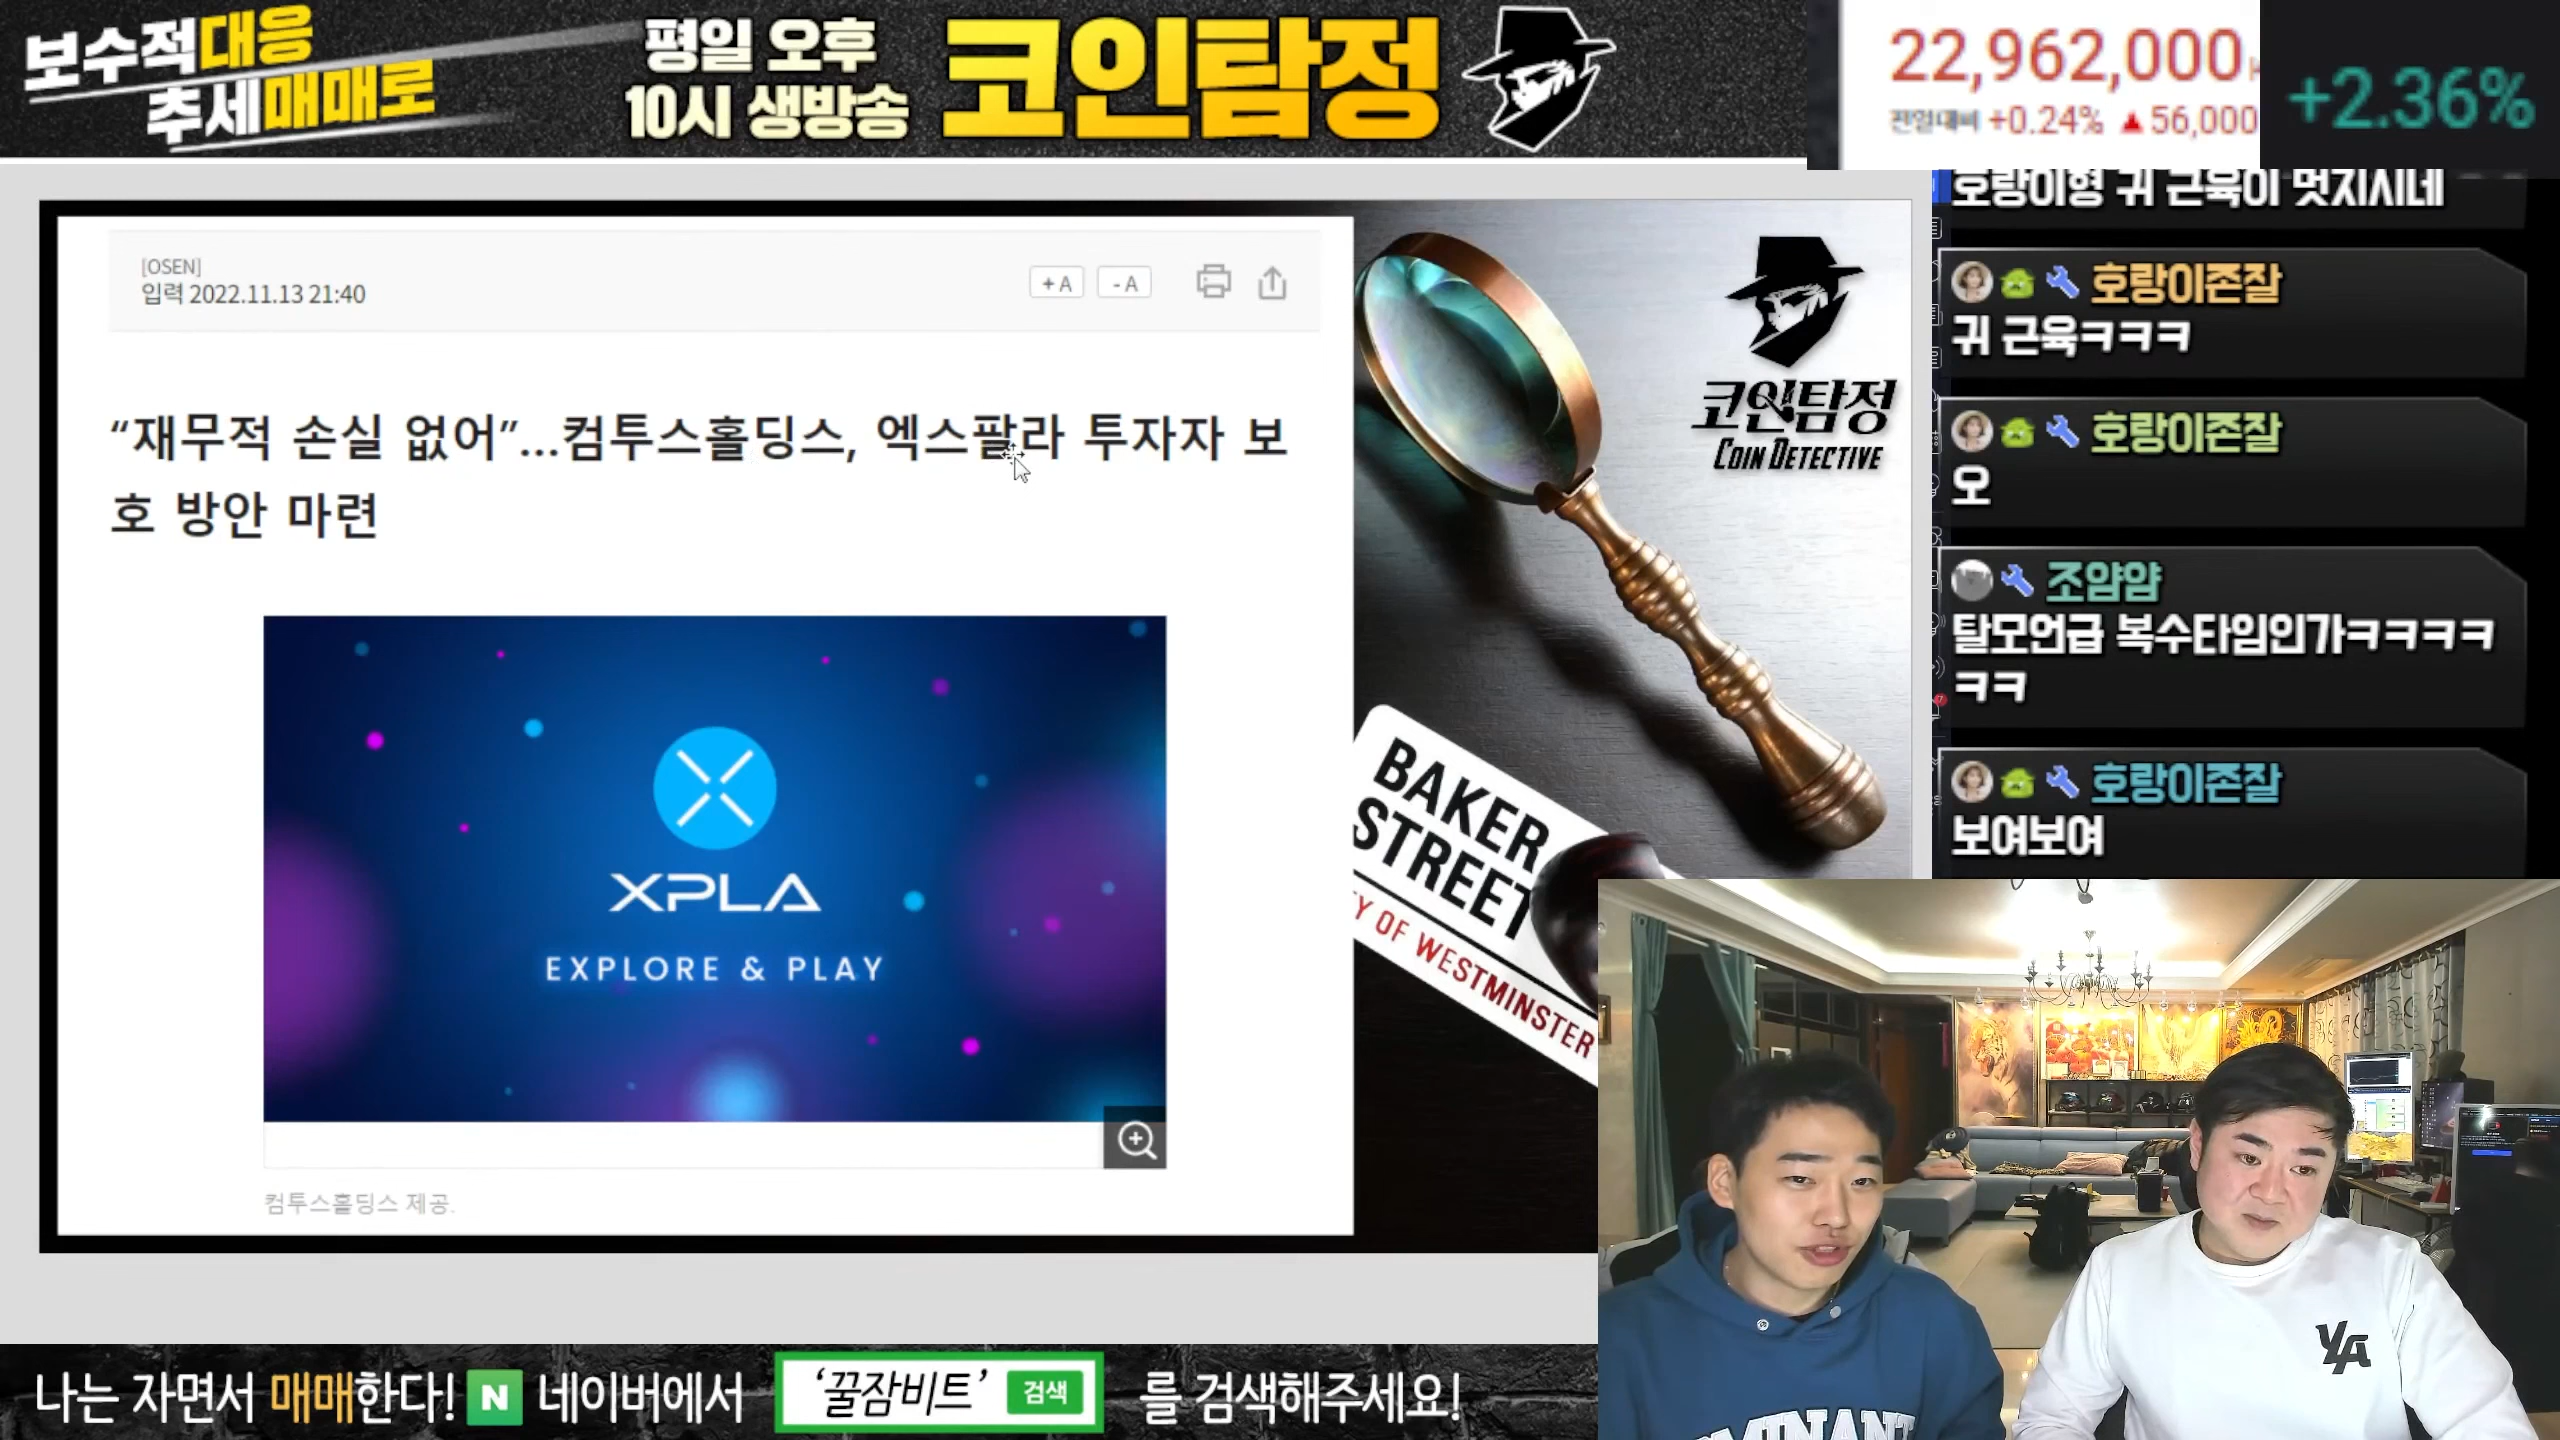 보수적대응
추세매매로
평일 오후
10시 생방송
코인탐정
22,962,000
전일대비 +0.24% ▲56,000
+2.36%
[OSEN]
입력 2022.11.13 21:40
+ A
- A
“재무적 손실 없어”...컴투스홀딩스, 엑스팔라 투자자 보
호 방안 마련
XPLA
EXPLORE & PLAY
컴투스홀딩스 제공.
코인탐정
COIN DETECTIVE
BAKER
STREET
Y OF WESTMINSTER
호랑이형 귀 근육이 멋지시네
호랑이존잘
귀 근육ㅋㅋㅋ
호랑이존잘
오
조얌얌
탈모언급 복수타임인가ㅋㅋㅋㅋ
ㅋㅋ
호랑이존잘
보여보여
YA
MINANT
나는 자면서 매매한다! N 네이버에서 ‘꿀잠비트’ 검색 를 검색해주세요!